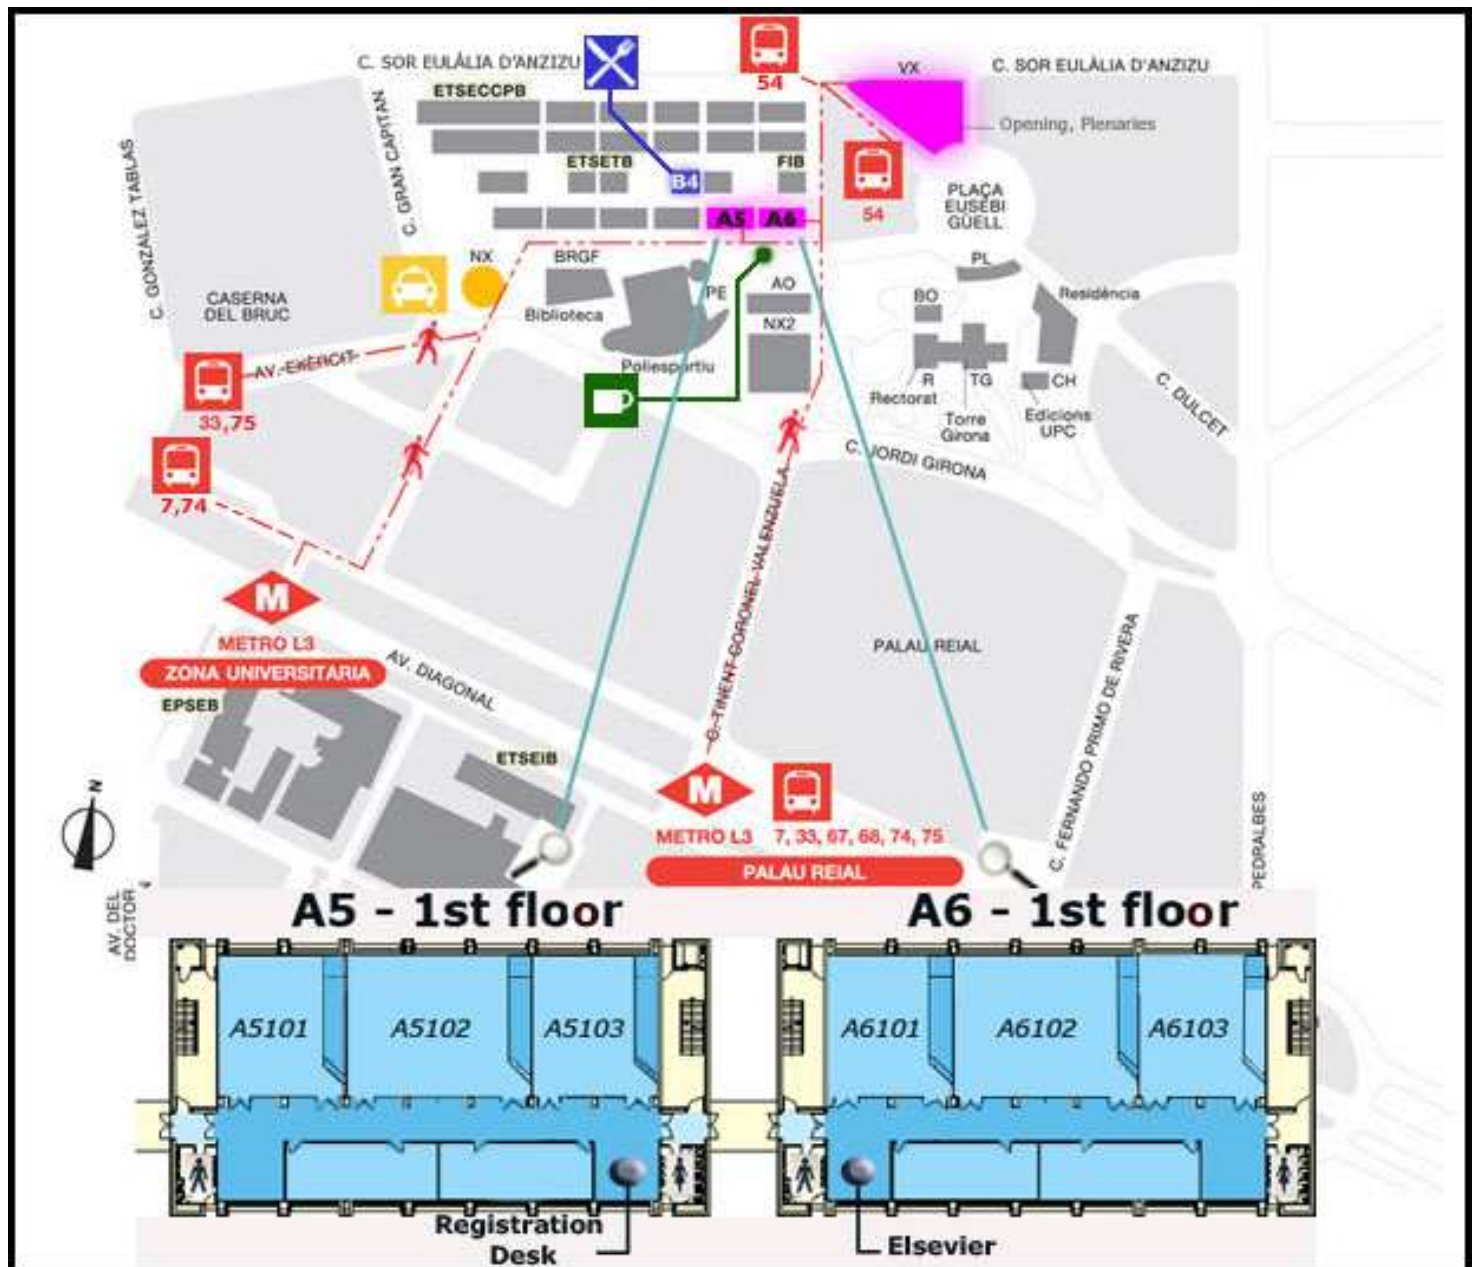 C. SOR EULÀLIA D'ANZIZU
54
VX
C. SOR EULÀLIA D'ANZIZU
ETSECCPB
Opening, Plenaries
C. GONZALEZ TABLAS
C. GRAN CAPITAN
ETSETB
FIB
B4
54
PLAÇA
EUSEBI
GÜELL
A5
A6
NX
BRGF
PL
CASERNA
DEL BRUC
PE
AO
BO
Residència
Biblioteca
NX2
AV. EXÈRCIT
Poliesportiu
R
TG
CH
Rectorat
33,75
Torre
Girona
Edicions
UPC
C. DULCET
7,74
C. JORDI GIRONA
C. TINENT CORONEL VALENZUELA
M
METRO L3
ZONA UNIVERSITARIA
AV. DIAGONAL
PALAU REIAL
C. FERNANDO PRIMO DE RIVERA
EPSEB
ETSEIB
N
M
METRO L3
7, 33, 67, 68, 74, 75
PALAU REIAL
PEDRALBES
AV. DEL
DOCTOR
A5 - 1st floor
A6 - 1st floor
A5101
A5102
A5103
A6101
A6102
A6103
Registration
Desk
Elsevier